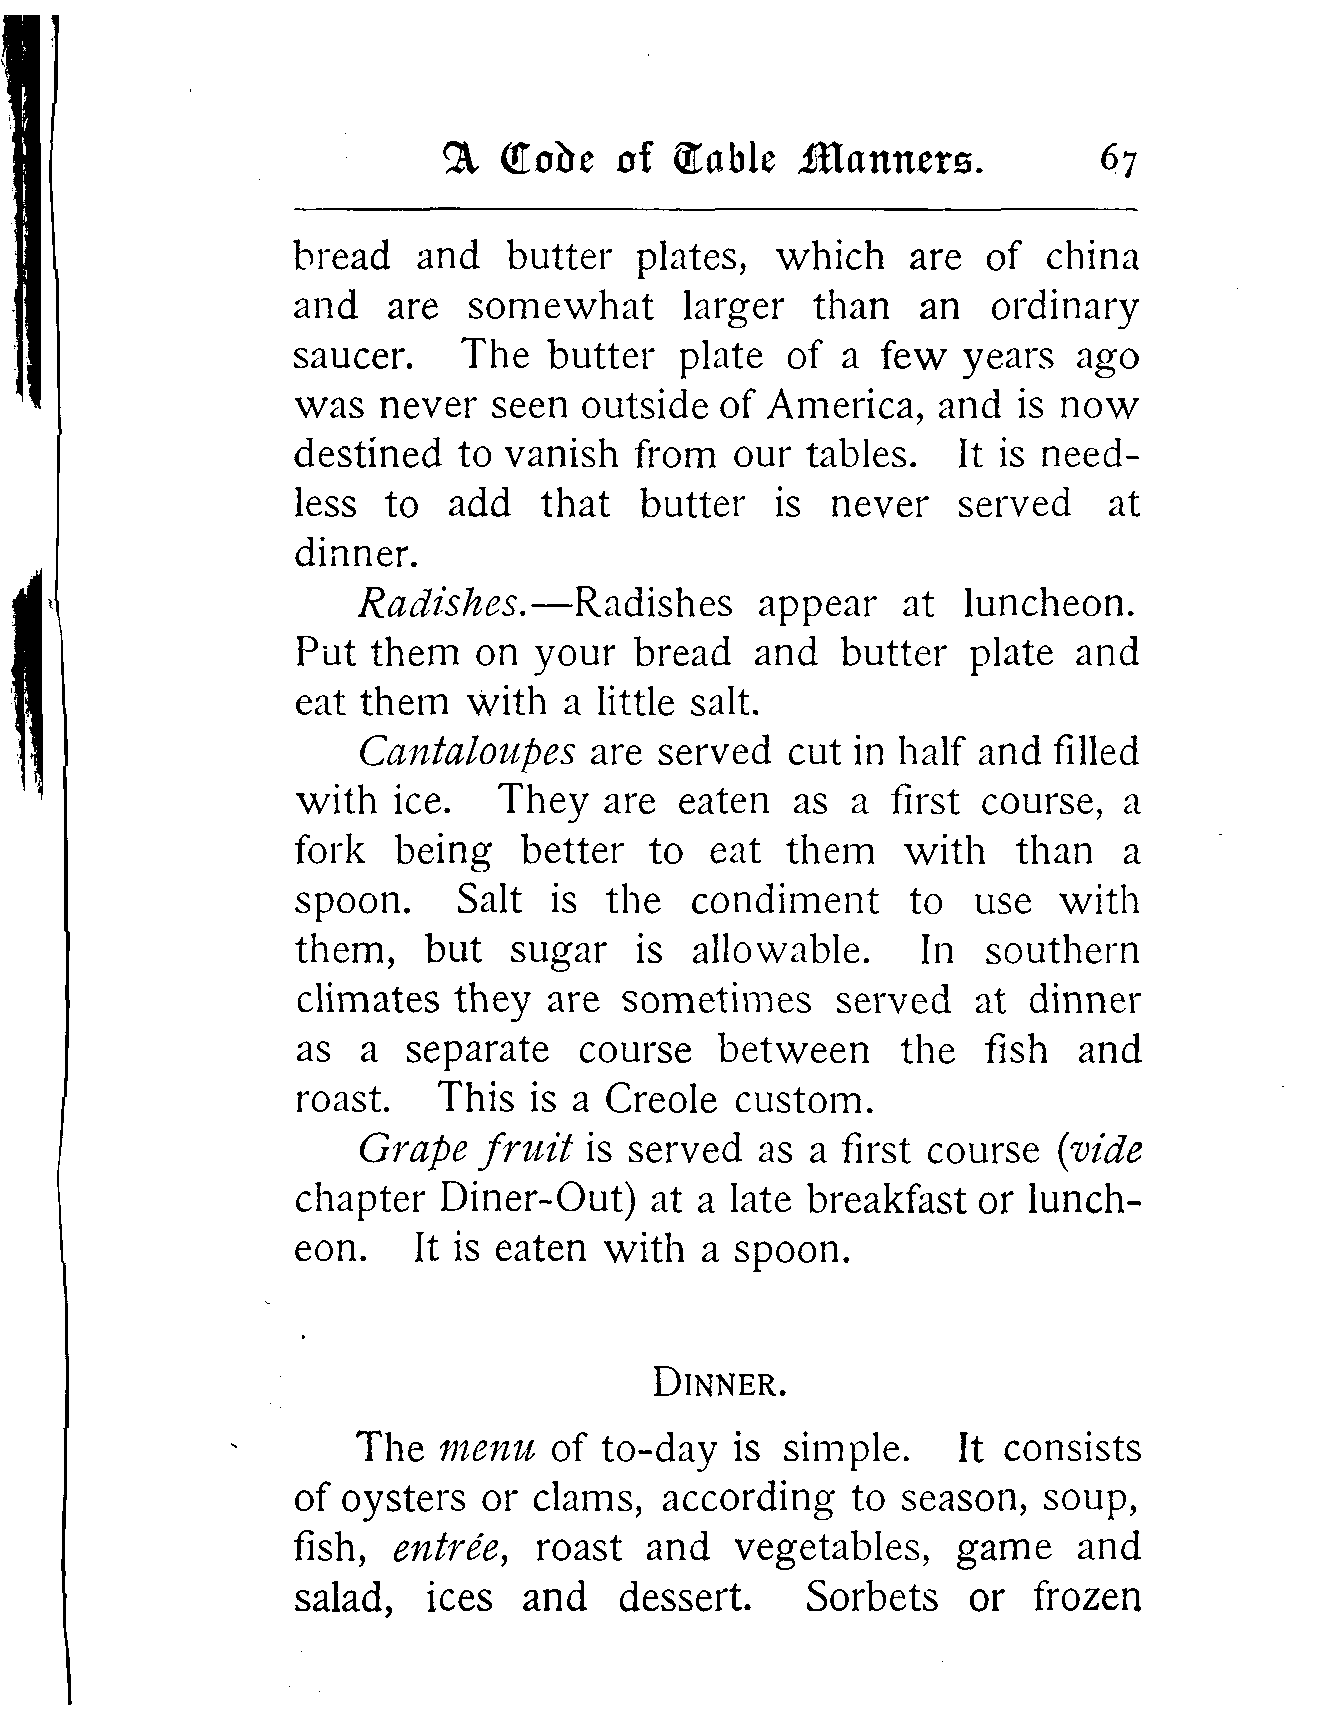 A Code of Table Manners. 67
bread and butter plates, which are of china
and are somewhat larger than an ordinary
saucer. The butter plate of a few years ago
was never seen outside of America, and is now
destined to vanish from our tables. It is need-
less to add that butter is never served at
dinner.
Radishes.—Radishes appear at luncheon.
Put them on your bread and butter plate and
eat them with a little salt.
Cantaloupes are served cut in half and filled
with ice. They are eaten as a first course, a
fork being better to eat them with than a
spoon. Salt is the condiment to use with
them, but sugar is allowable. In southern
climates they are sometimes served at dinner
as a separate course between the fish and
roast. This is a Creole custom.
Grape fruit is served as a first course (vide
chapter Diner-Out) at a late breakfast or lunch-
eon. It is eaten with a spoon.
DINNER.
The menu of to-day is simple. It consists
of oysters or clams, according to season, soup,
fish, entrée, roast and vegetables, game and
salad, ices and dessert. Sorbets or frozen